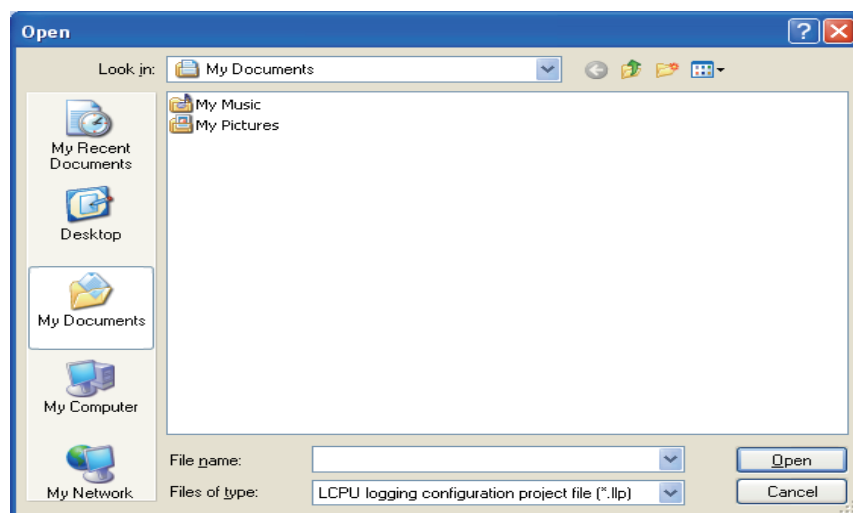 Open
Look in: My Documents
My Recent Documents
Desktop
My Documents
My Computer
My Network
My Music
My Pictures
File name:
Open
Files of type: LCPU logging configuration project file (*.llp)
Cancel